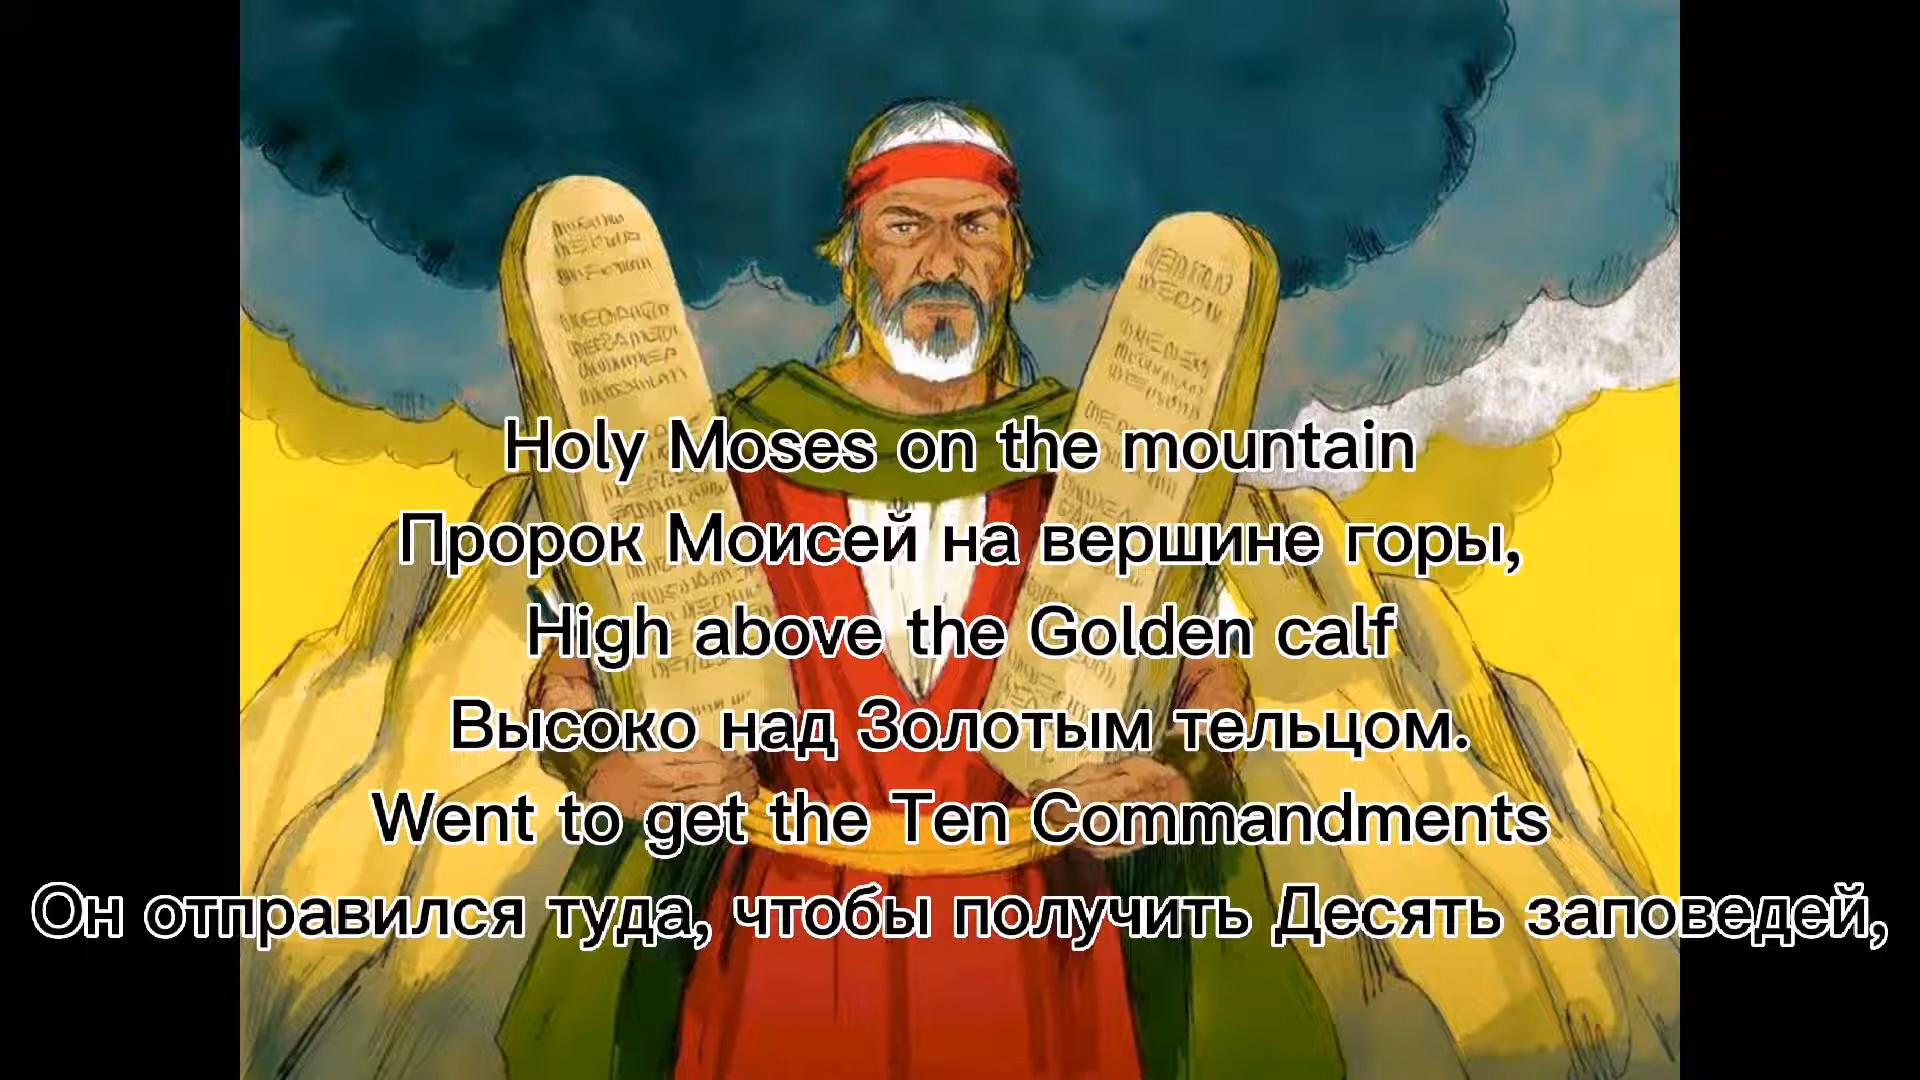 Holy Moses on the mountain
Пророк Моисей на вершине горы,
High above the Golden calf
Высоко над Золотым тельцом.
Went to get the Ten Commandments
Он отправился туда, чтобы получить Десять заповедей,